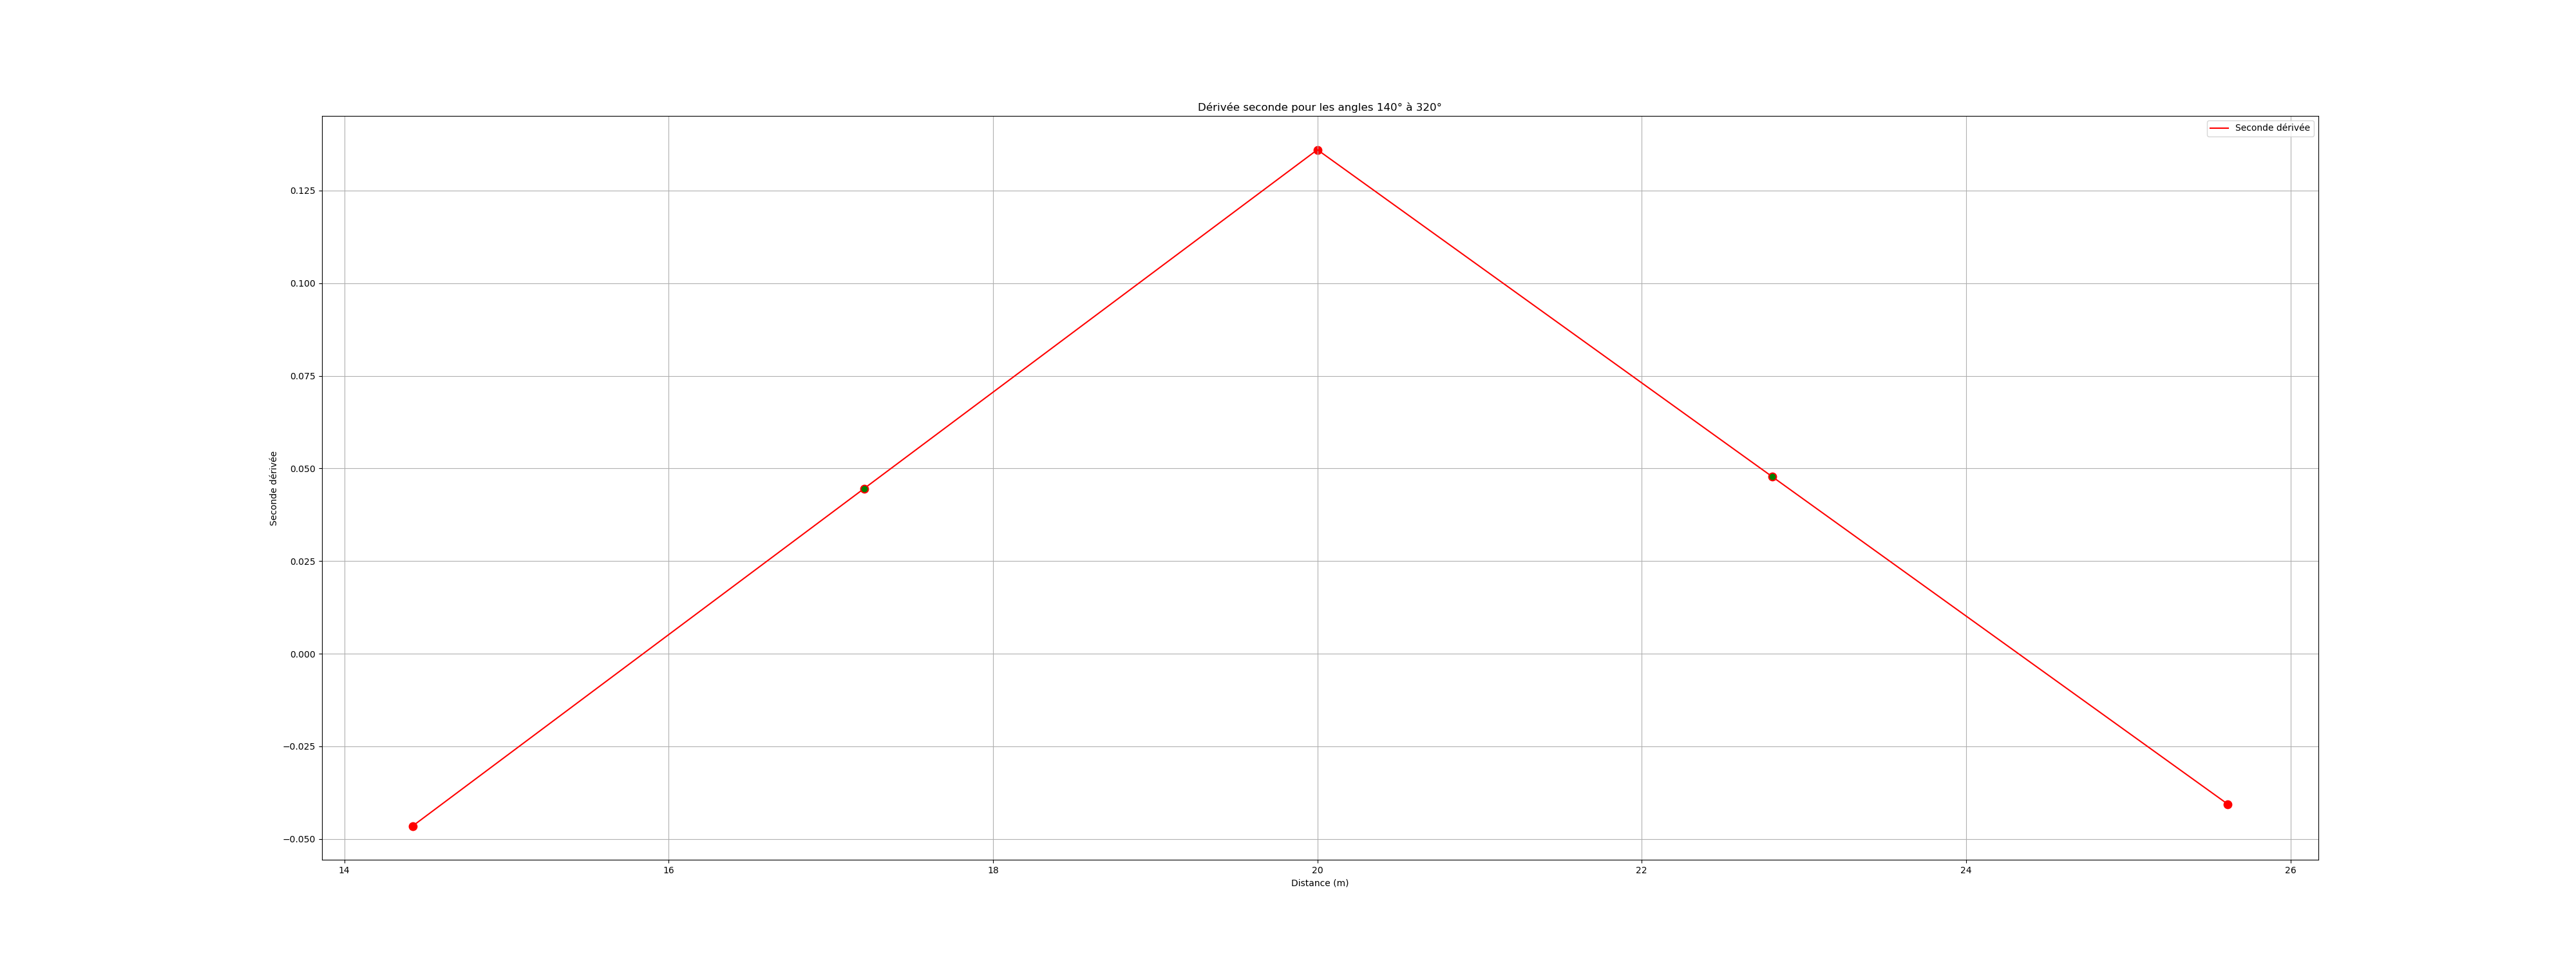 Dérivée seconde pour les angles 140° à 320°
Seconde dérivée
0.125
0.100
0.075
0.050
0.025
0.000
−0.025
−0.050
Seconde dérivée
14 16 18 20 22 24 26
Distance (m)